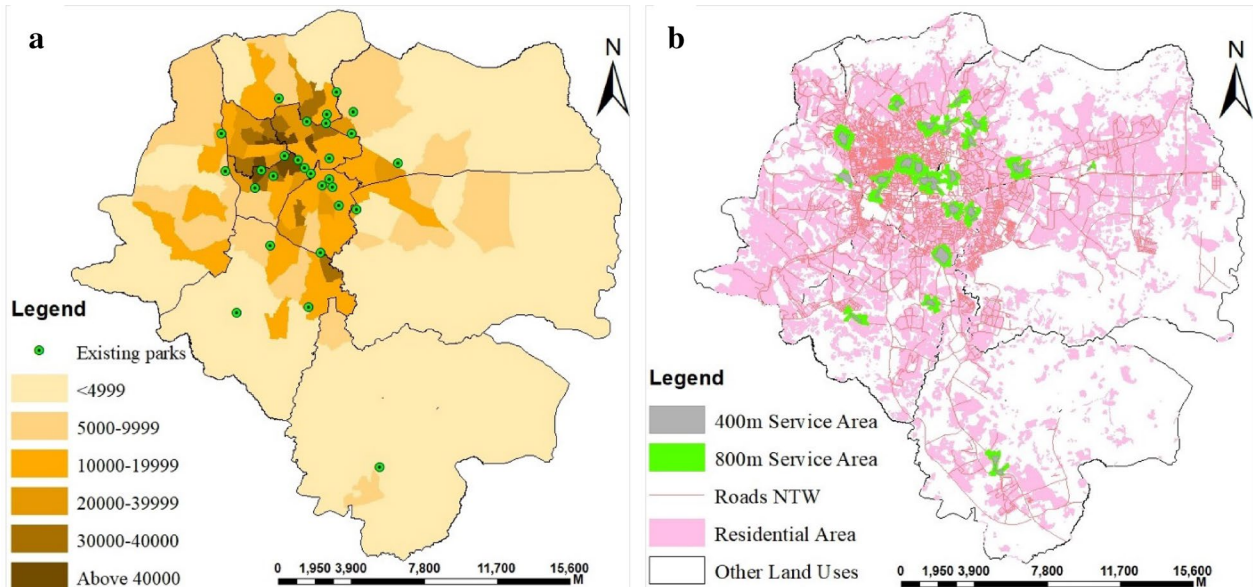 a
N
Legend
Existing parks
<4999
5000-9999
10000-19999
20000-39999
30000-40000
Above 40000
0 1,950 3,900 7,800 11,700 15,600
M
b
N
Legend
400m Service Area
800m Service Area
Roads NTW
Residential Area
Other Land Uses
0 1,950 3,900 7,800 11,700 15,600
M